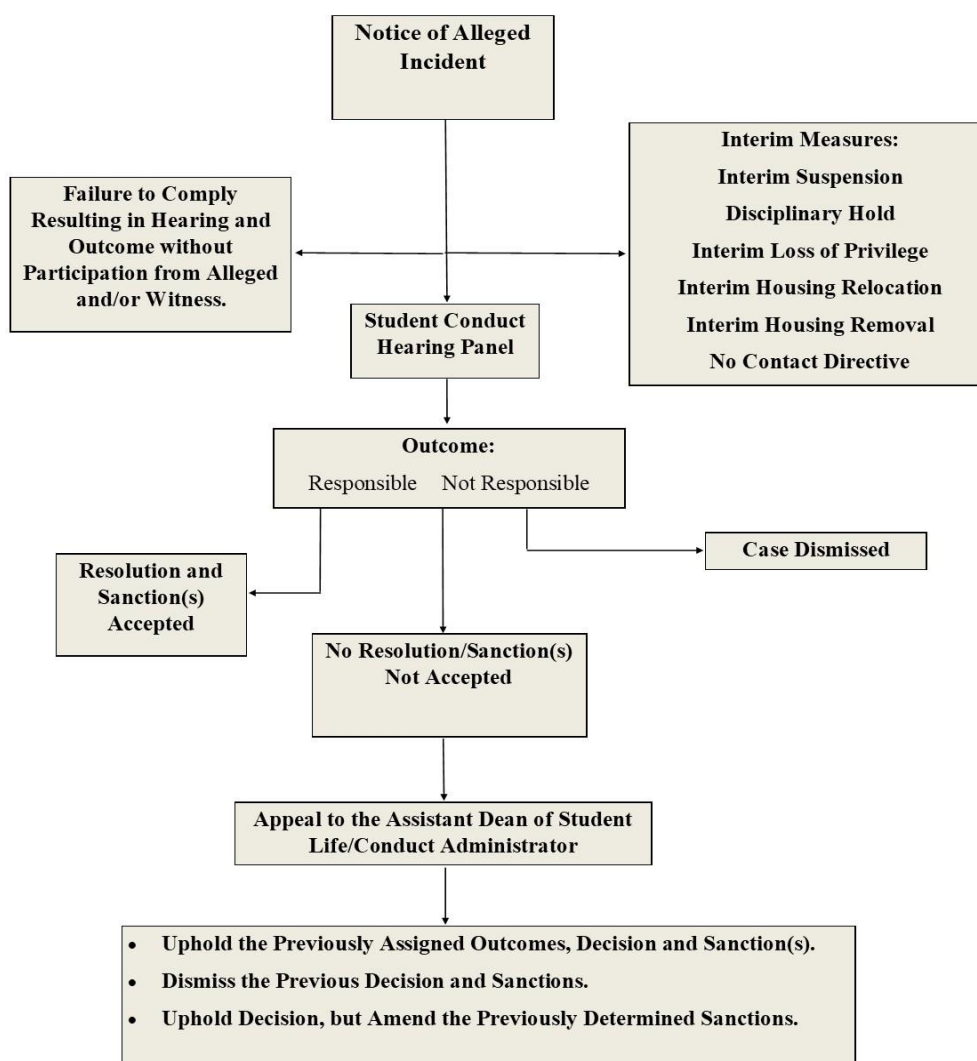 Notice of Alleged
Incident
Interim Measures:
Interim Suspension
Disciplinary Hold
Interim Loss of Privilege
Interim Housing Relocation
Interim Housing Removal
No Contact Directive
Failure to Comply
Resulting in Hearing and
Outcome without
Participation from Alleged
and/or Witness.
Student Conduct
Hearing Panel
Outcome:
Responsible Not Responsible
Case Dismissed
Resolution and
Sanction(s)
Accepted
No Resolution/Sanction(s)
Not Accepted
Appeal to the Assistant Dean of Student
Life/Conduct Administrator
• Uphold the Previously Assigned Outcomes, Decision and Sanction(s).
• Dismiss the Previous Decision and Sanctions.
• Uphold Decision, but Amend the Previously Determined Sanctions.